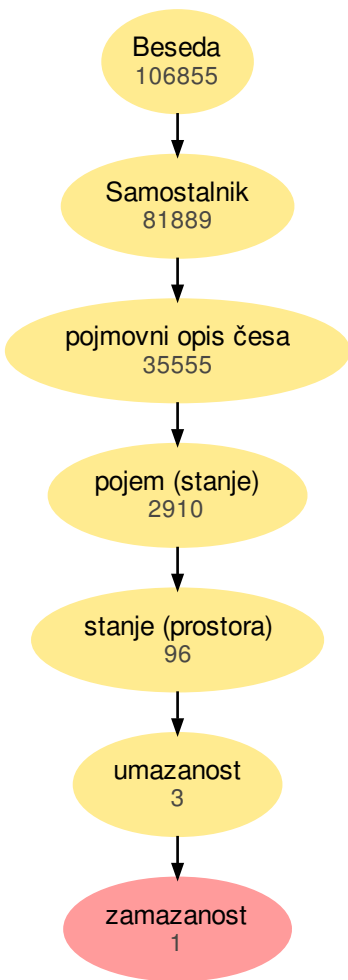 Beseda
106855
Samostalnik
81889
pojmovni opis česa
35555
pojem (stanje)
2910
stanje (prostora)
96
umazanost
3
zamazanost
1